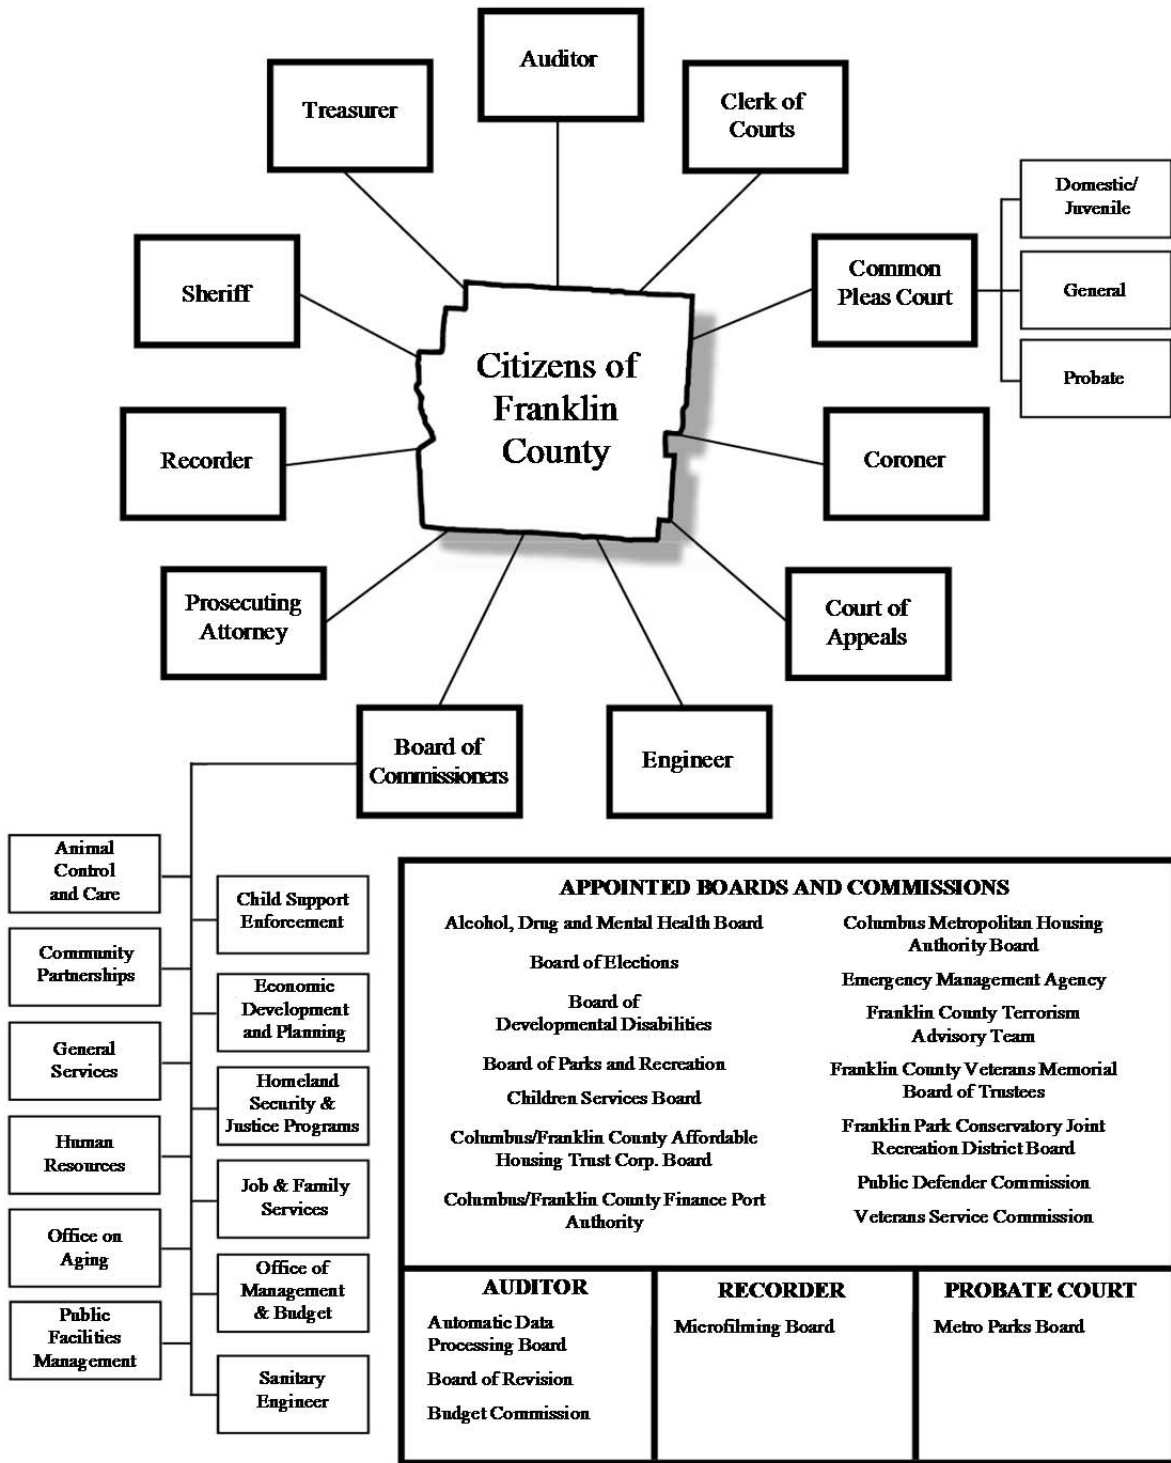 Auditor
Treasurer
Clerk of
Courts
Domestic/
Juvenile
Sheriff
Common
Pleas Court
General
Probate
Citizens of
Franklin
County
Recorder
Coroner
Prosecuting
Attorney
Court of
Appeals
Board of
Commissioners
Engineer
Animal
Control
and Care
Child Support
Enforcement
Community
Partnerships
Economic
Development
and Planning
General
Services
Homeland
Security &
Justice Programs
Human
Resources
Job & Family
Services
Office on
Aging
Office of
Management
& Budget
Public
Facilities
Management
Sanitary
Engineer
APPOINTED BOARDS AND COMMISSIONS
Alcohol, Drug and Mental Health Board
Board of Elections
Board of
Developmental Disabilities
Board of Parks and Recreation
Children Services Board
Columbus/Franklin County Affordable
Housing Trust Corp. Board
Columbus/Franklin County Finance Port
Authority
Columbus Metropolitan Housing
Authority Board
Emergency Management Agency
Franklin County Terrorism
Advisory Team
Franklin County Veterans Memorial
Board of Trustees
Franklin Park Conservatory Joint
Recreation District Board
Public Defender Commission
Veterans Service Commission
AUDITOR
Automatic Data
Processing Board
Board of Revision
Budget Commission
RECORDER
Microfilming Board
PROBATE COURT
Metro Parks Board